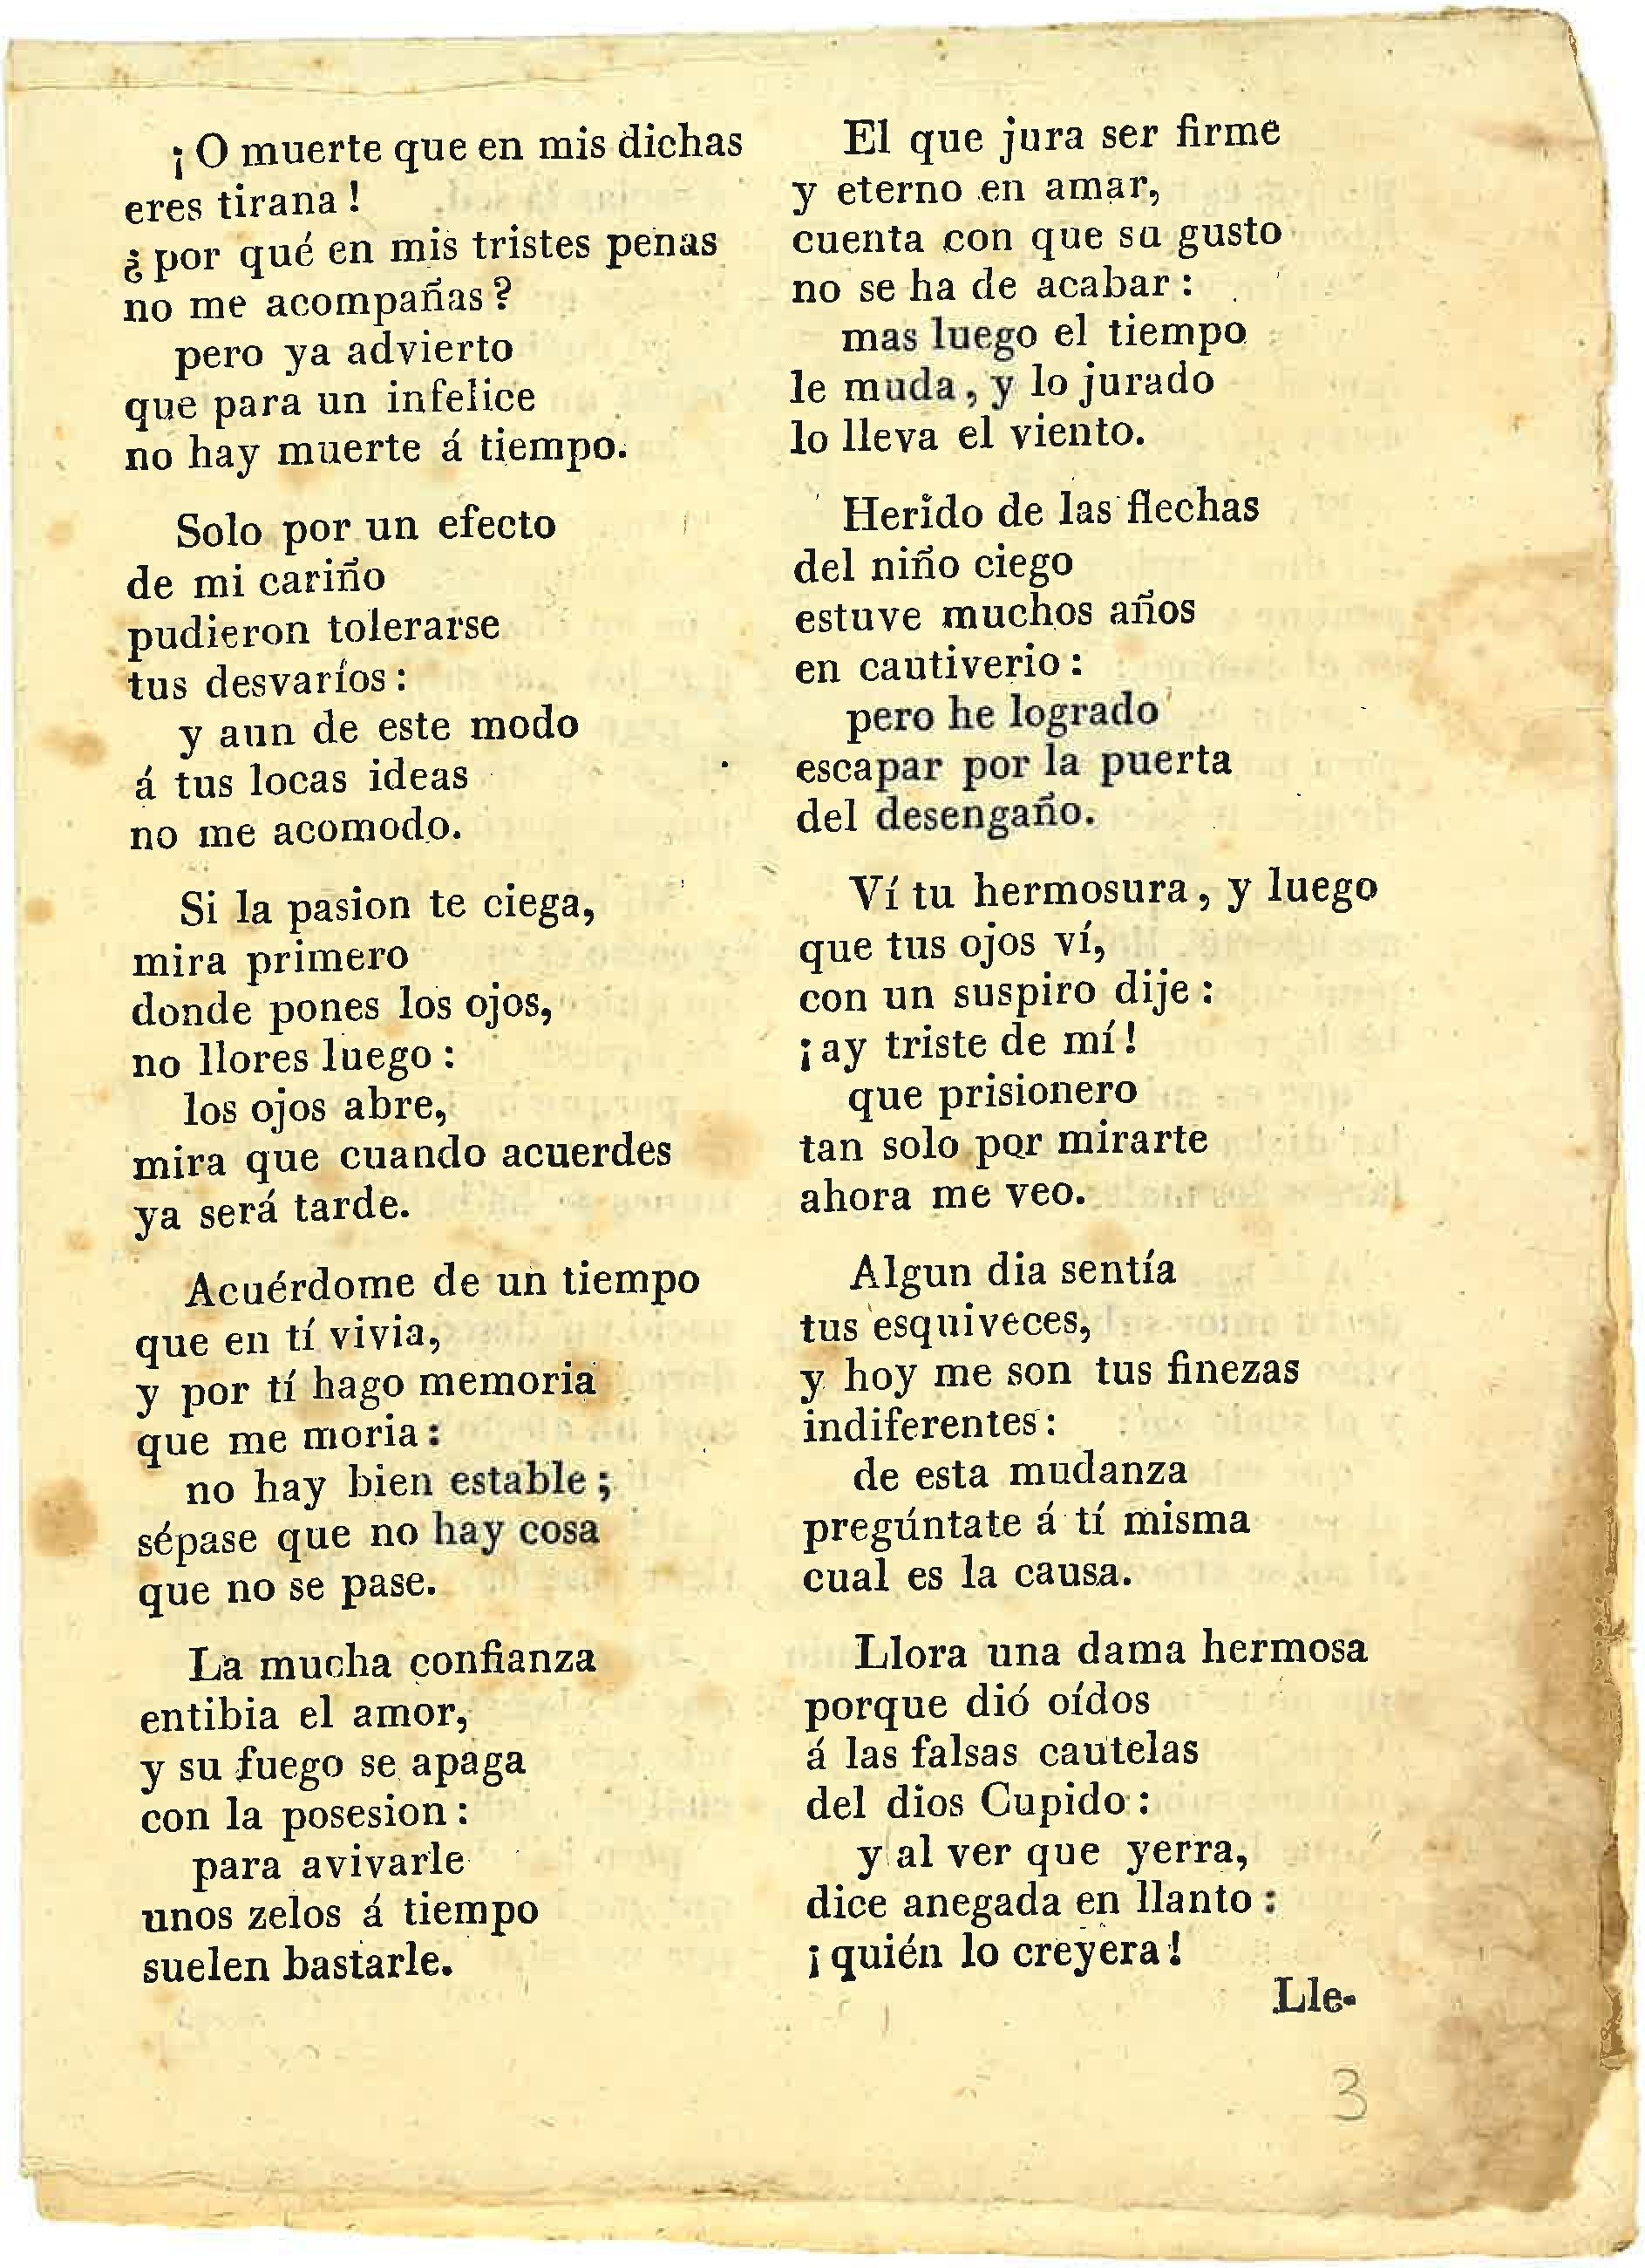 ¡O muerte que en mis dichas
eres tirana!
¿por qué en mis tristes penas
no me acompañas?
pero ya advierto
que para un infelice
no hay muerte á tiempo.
Solo por un efecto
de mi cariño
pudieron tolerarse
tus desvaríos:
y aun de este modo
á tus locas ideas
no me acomodo.
Si la pasion te ciega,
mira primero
donde pones los ojos,
no llores luego:
los ojos abre,
mira que cuando acuerdes
ya será tarde.
Acuérdome de un tiempo
que en tí vivia,
y por tí hago memoria
que me moria:
no hay bien estable;
sépase que no hay cosa
que no se pase.
La mucha confianza
entibia el amor,
y su fuego se apaga
con la posesion:
para avivarle
unos zelos á tiempo
suelen bastarle.
El que jura ser firme
y eterno en amar,
cuenta con que su gusto
no se ha de acabar:
mas luego el tiempo
le muda, y lo jurado
lo lleva el viento.
Herido de las flechas
del niño ciego
estuve muchos años
en cautiverio:
pero he logrado
escapar por la puerta
del desengaño.
Ví tu hermosura, y luego
que tus ojos ví,
con un suspiro dije:
¡ay triste de mí!
que prisionero
tan solo por mirarte
ahora me veo.
Algun dia sentía
tus esquiveces,
y hoy me son tus finezas
indiferentes:
de esta mudanza
pregúntate á tí misma
cual es la causa.
Llora una dama hermosa
porque dió oídos
á las falsas cautelas
del dios Cupido:
y al ver que yerra,
dice anegada en llanto:
¡quién lo creyera!
Lle-
3